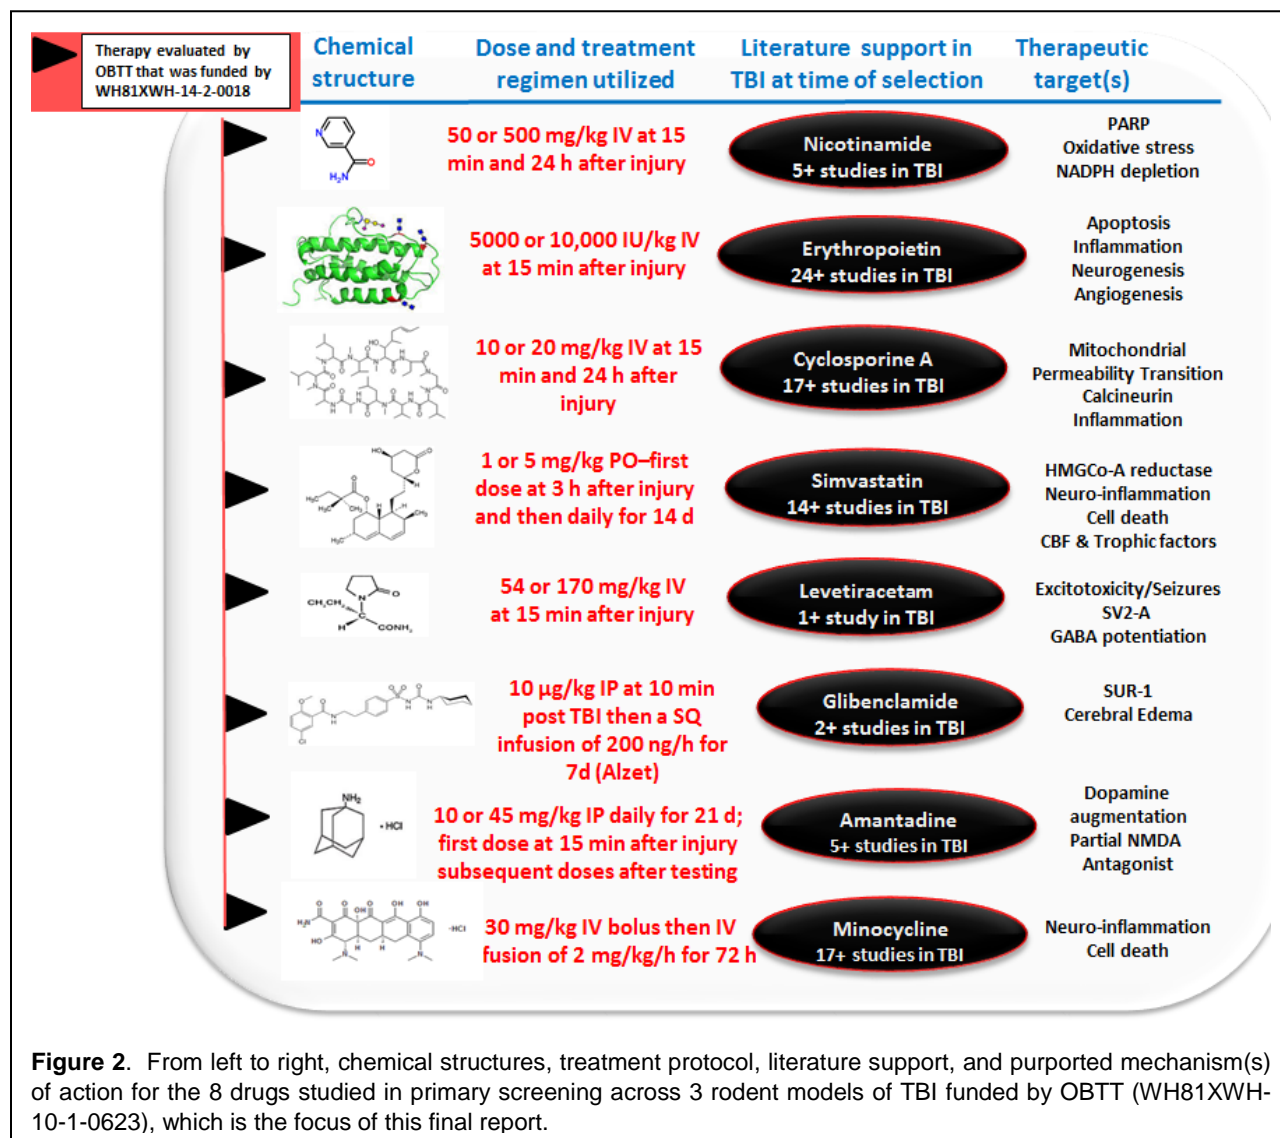 Therapy evaluated by
OBTT that was funded by
WH81XWH-14-2-0018
Chemical
structure
Dose and treatment
regimen utilized
Literature support in
TBI at time of selection
Therapeutic
target(s)
N
O
H₂N
50 or 500 mg/kg IV at 15
min and 24 h after injury
Nicotinamide
5+ studies in TBI
PARP
Oxidative stress
NADPH depletion
5000 or 10,000 IU/kg IV
at 15 min after injury
Erythropoietin
24+ studies in TBI
Apoptosis
Inflammation
Neurogenesis
Angiogenesis
10 or 20 mg/kg IV at 15
min and 24 h after
injury
Cyclosporine A
17+ studies in TBI
Mitochondrial
Permeability Transition
Calcineurin
Inflammation
HO
O
O
O
O
H₃C
CH₃
CH₃
H₃C
H
H
1 or 5 mg/kg PO–first
dose at 3 h after injury
and then daily for 14 d
Simvastatin
14+ studies in TBI
HMGCo-A reductase
Neuro-inflammation
Cell death
CBF & Trophic factors
N
O
CH₃CH₂
C
H
CONH₂
54 or 170 mg/kg IV
at 15 min after injury
Levetiracetam
1+ study in TBI
Excitotoxicity/Seizures
SV2-A
GABA potentiation
10 µg/kg IP at 10 min
post TBI then a SQ
infusion of 200 ng/h for
7d (Alzet)
Glibenclamide
2+ studies in TBI
SUR-1
Cerebral Edema
NH₂
• HCl
10 or 45 mg/kg IP daily for 21 d;
first dose at 15 min after injury
subsequent doses after testing
Amantadine
5+ studies in TBI
Dopamine
augmentation
Partial NMDA
Antagonist
O O O OH OH
H₂N
OH
HO
H H
N N
·HCl
30 mg/kg IV bolus then IV
fusion of 2 mg/kg/h for 72 h
Minocycline
17+ studies in TBI
Neuro-inflammation
Cell death
Figure 2. From left to right, chemical structures, treatment protocol, literature support, and purported mechanism(s)
of action for the 8 drugs studied in primary screening across 3 rodent models of TBI funded by OBTT (WH81XWH-
10-1-0623), which is the focus of this final report.